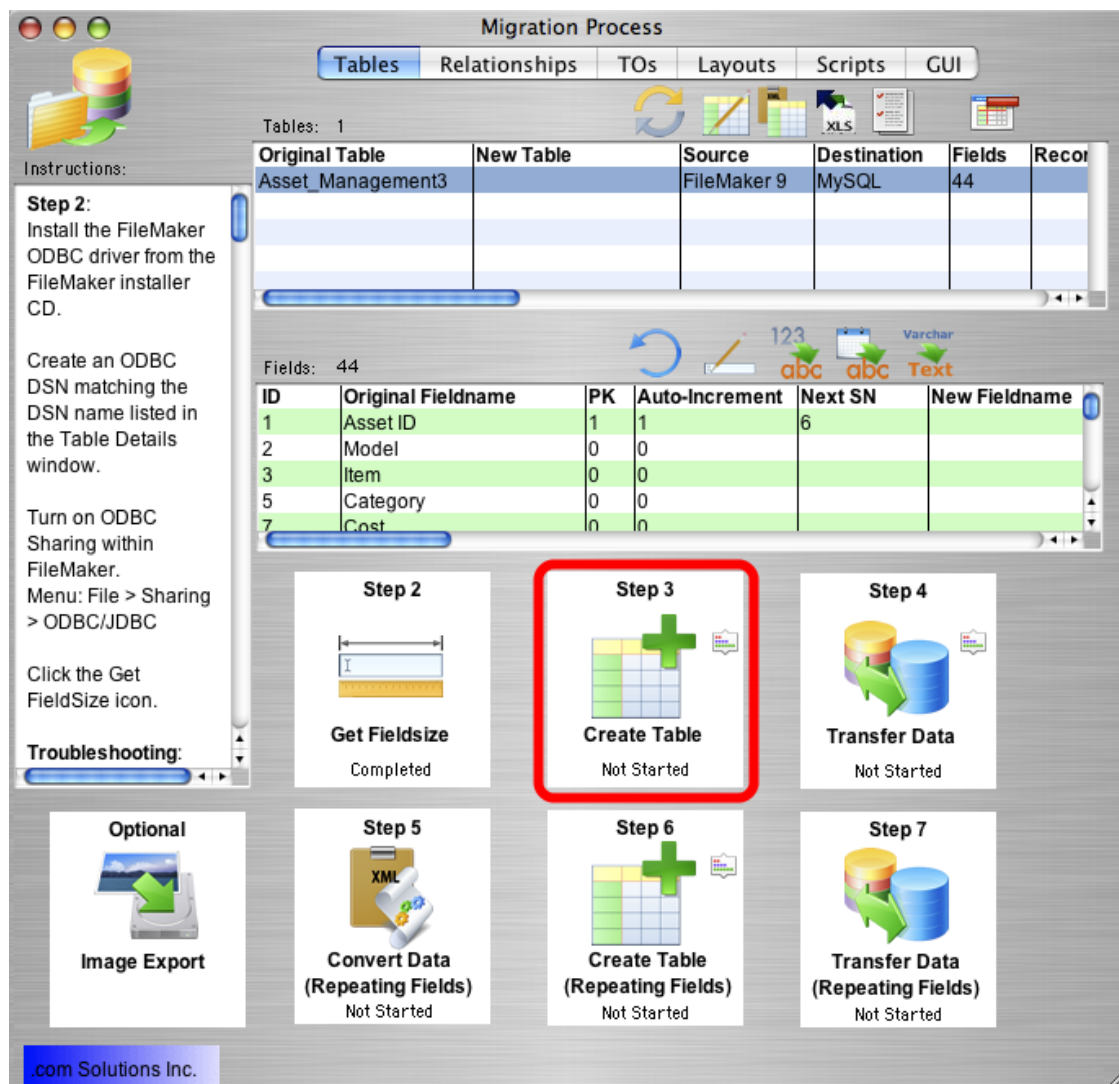 Migration Process
Tables Relationships TOs Layouts Scripts GUI
Tables: 1
XML
XLS
Instructions:
Original Table New Table Source Destination Fields Recor
Asset_Management3 FileMaker 9 MySQL 44
Step 2:
Install the FileMaker
ODBC driver from the
FileMaker installer
CD.
Create an ODBC
DSN matching the
DSN name listed in
the Table Details
window.
Turn on ODBC
Sharing within
FileMaker.
Menu: File > Sharing
> ODBC/JDBC
Click the Get
FieldSize icon.
Troubleshooting:
Fields: 44
123
abc
abc
Varchar
Text
ID Original Fieldname PK Auto-Increment Next SN New Fieldname
1 Asset ID 1 1 6
2 Model 0 0
3 Item 0 0
5 Category 0 0
7 Cost 0 0
Step 2
Get Fieldsize
Completed
Step 3
Create Table
Not Started
Step 4
Transfer Data
Not Started
Optional
Image Export
Step 5
XML
Convert Data
(Repeating Fields)
Not Started
Step 6
Create Table
(Repeating Fields)
Not Started
Step 7
Transfer Data
(Repeating Fields)
Not Started
.com Solutions Inc.